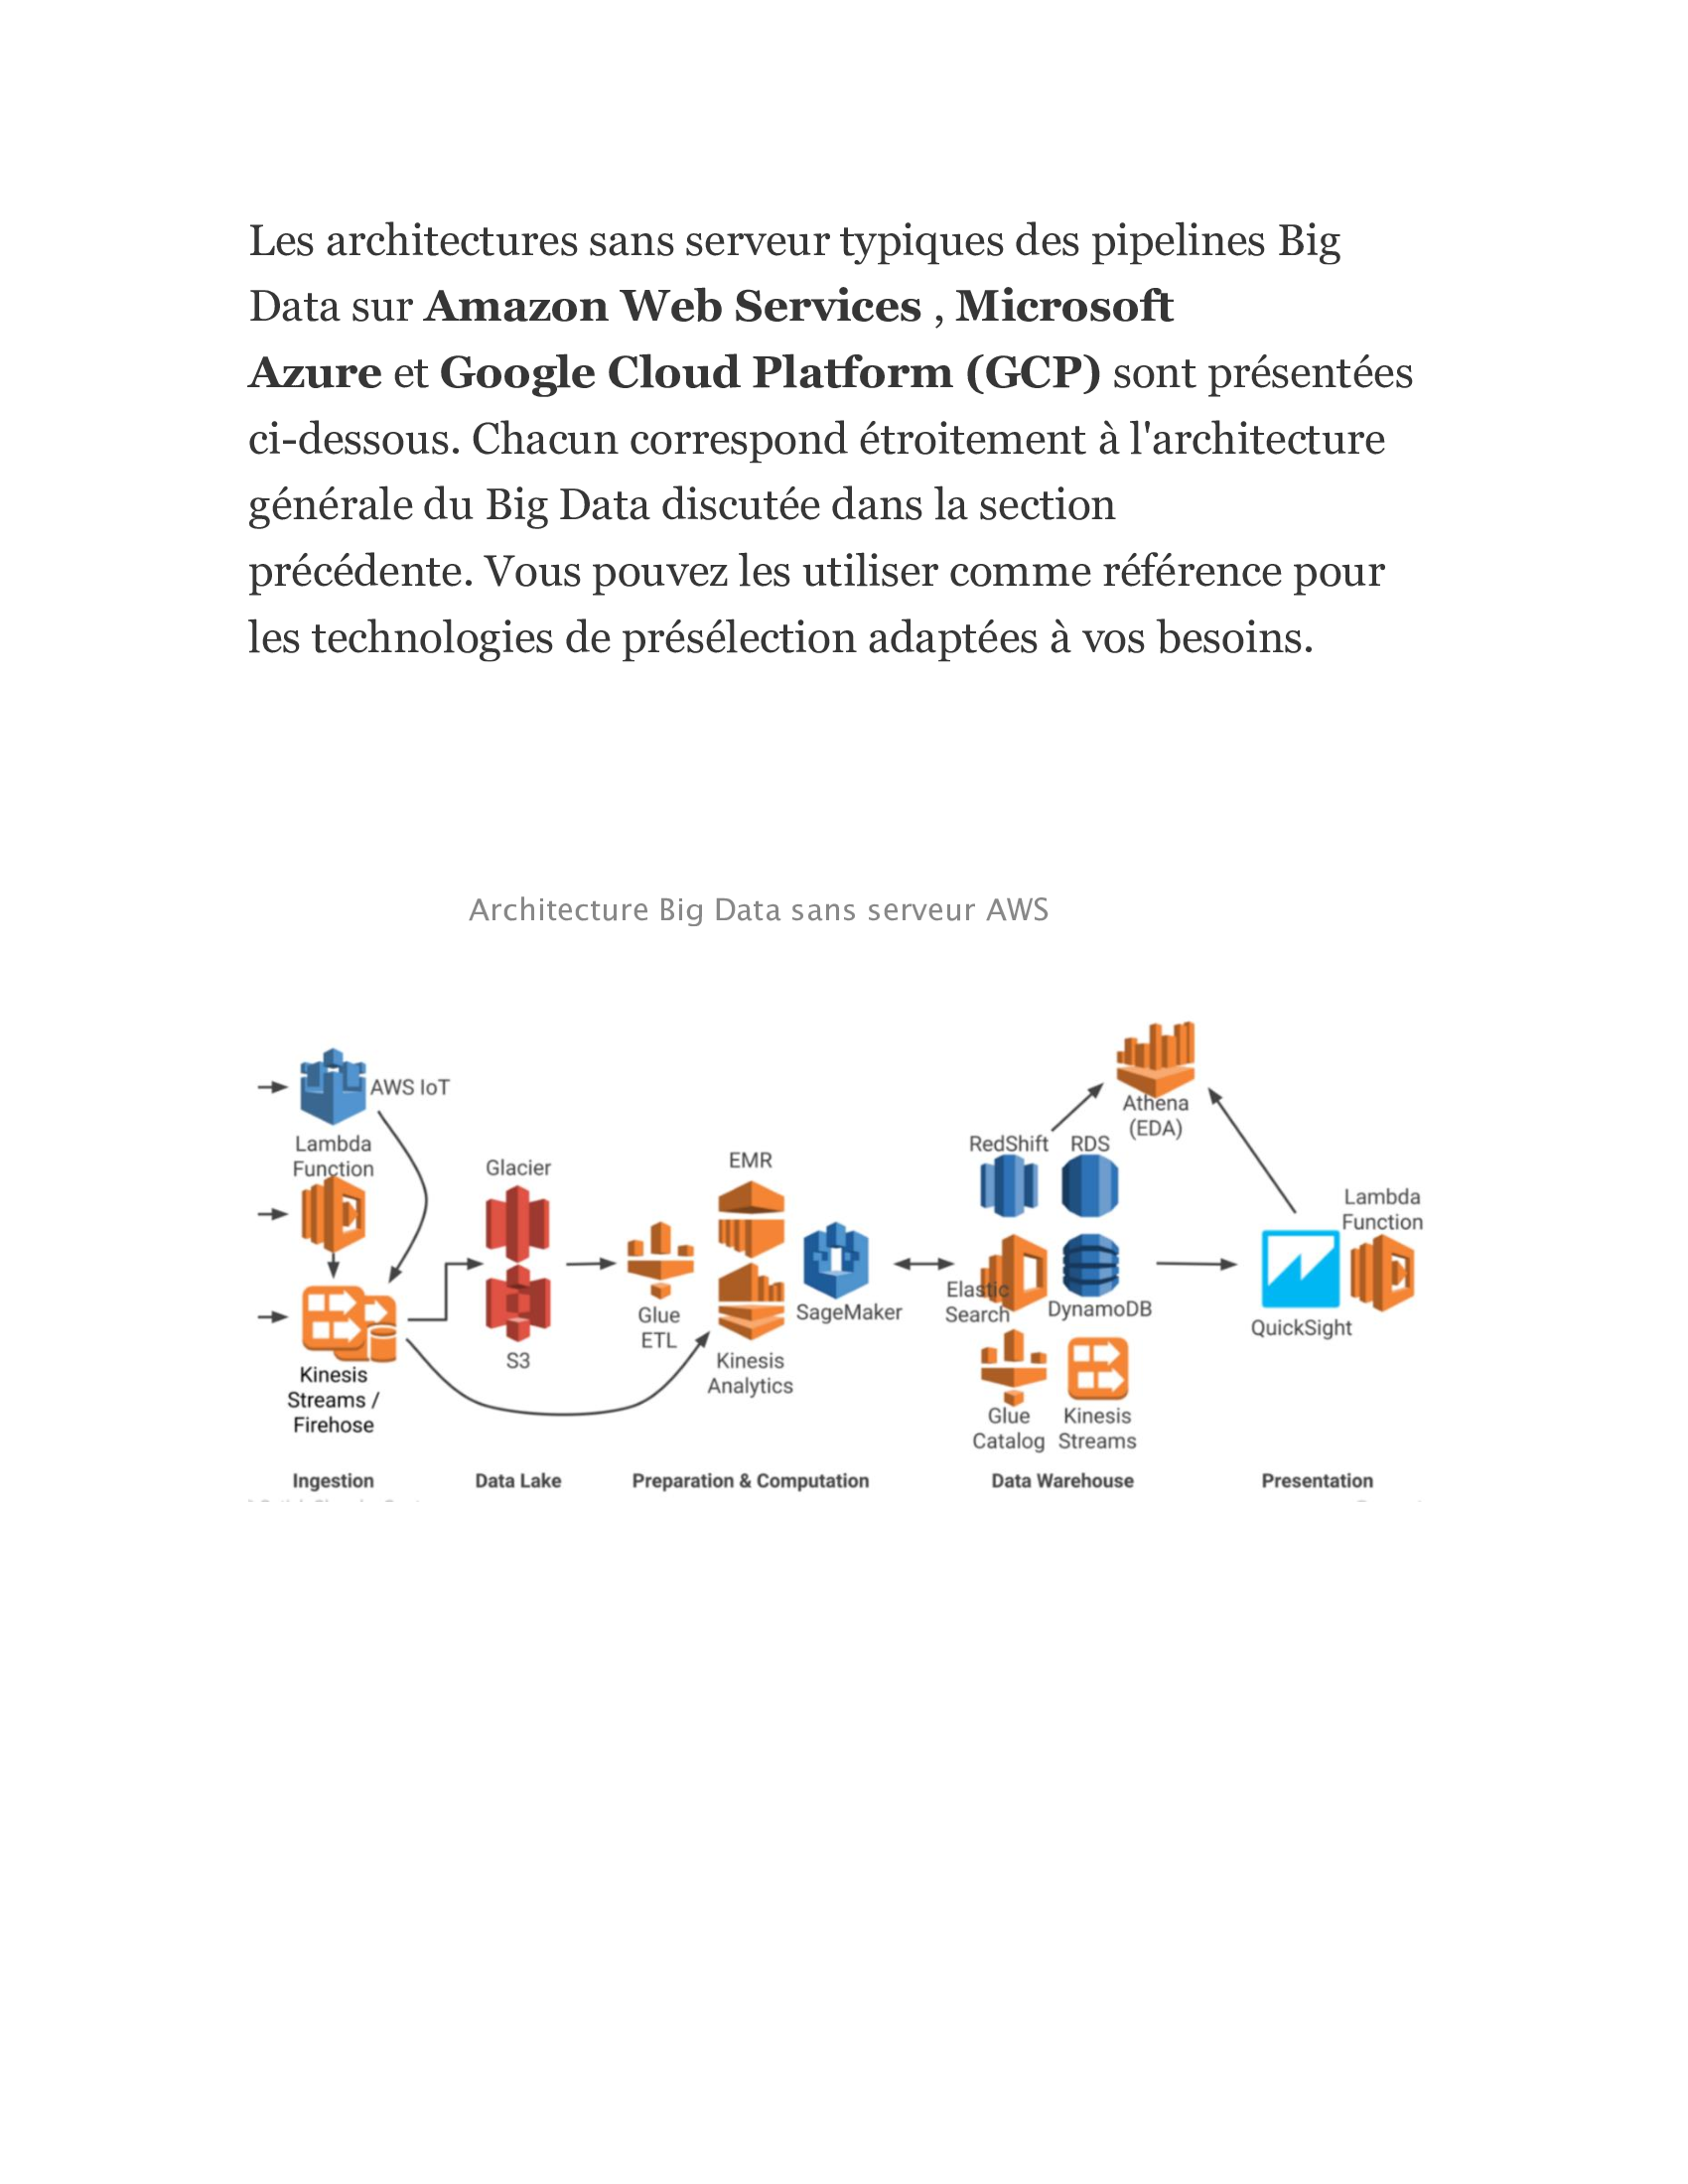 Les architectures sans serveur typiques des pipelines Big
Data sur Amazon Web Services , Microsoft
Azure et Google Cloud Platform (GCP) sont présentées
ci-dessous. Chacun correspond étroitement à l'architecture
générale du Big Data discutée dans la section
précédente. Vous pouvez les utiliser comme référence pour
les technologies de présélection adaptées à vos besoins.
Architecture Big Data sans serveur AWS
AWS IoT
Lambda
Function
Kinesis
Streams /
Firehose
Glacier
S3
Glue
ETL
EMR
Kinesis
Analytics
SageMaker
RedShift
RDS
Athena
(EDA)
Elastic
Search
DynamoDB
Glue
Catalog
Kinesis
Streams
Lambda
Function
QuickSight
Ingestion
Data Lake
Preparation & Computation
Data Warehouse
Presentation